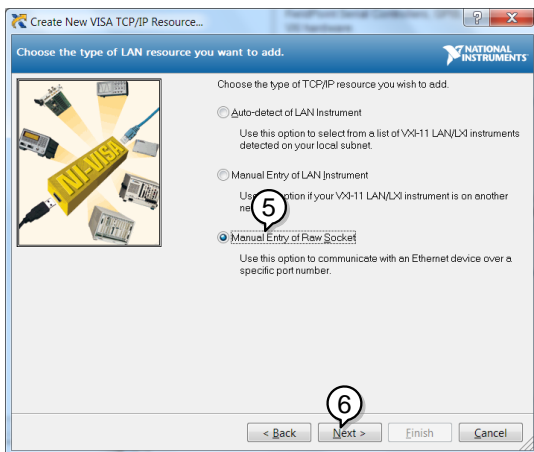 Create New VISA TCP/IP Resource...
Choose the type of LAN resource you want to add.
NATIONAL
INSTRUMENTS
Choose the type of TCP/IP resource you wish to add.
Auto-detect of LAN Instrument
Use this option to select from a list of VXI-11 LAN/LXI instruments
detected on your local subnet.
Manual Entry of LAN Instrument
option if your VXI-11 LAN/LXI instrument is on another
5
Manual Entry of Raw Socket
Use this option to communicate with an Ethernet device over a
specific port number.
NI-VISA
6
< Back
Next >
Finish
Cancel